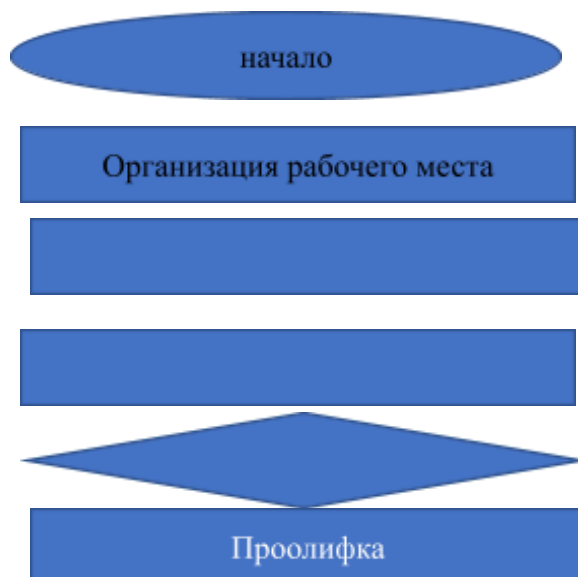 начало
Организация рабочего места
Проолифка